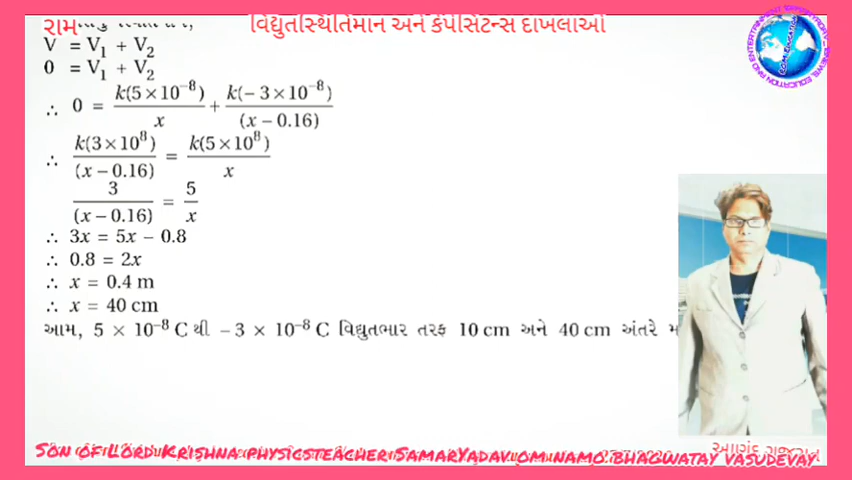 રામ
વિદ્યુતસ્થિતિમાન અને કેપેસિટન્સ દાખલાઓ
V = V₁ + V₂
0 = V₁ + V₂
∴ 0 = k(5×10⁻⁸)/x + k(−3×10⁻⁸)/(x−0.16)
∴ k(3×10⁸)/(x−0.16) = k(5×10⁸)/x
3/(x−0.16) = 5/x
∴ 3x = 5x − 0.8
∴ 0.8 = 2x
∴ x = 0.4 m
∴ x = 40 cm
આમ, 5 × 10⁻⁸ C થી −3 × 10⁻⁸ C વિદ્યુતભાર તરફ 10 cm અને 40 cm અંતરે
Son of Lord Krishna physicsteacher SamarYadav om namo bhagwatay vasudevay